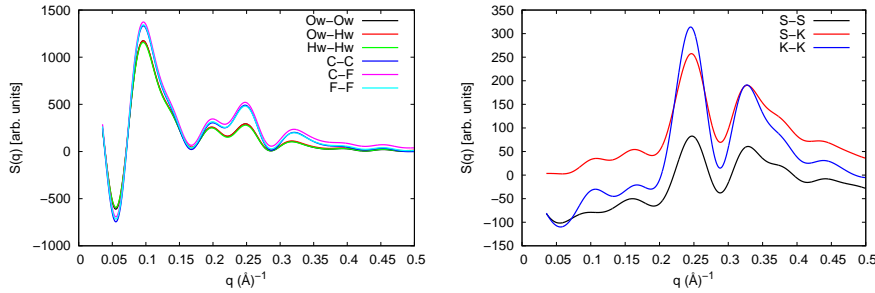 S(q) [arb. units]
1500
1000
500
0
−500
−1000
0 0.05 0.1 0.15 0.2 0.25 0.3 0.35 0.4 0.45 0.5
q (Å)⁻¹
Ow−Ow
Ow−Hw
Hw−Hw
C−C
C−F
F−F
S(q) [arb. units]
350
300
250
200
150
100
50
0
−50
−100
−150
0 0.05 0.1 0.15 0.2 0.25 0.3 0.35 0.4 0.45 0.5
q (Å)⁻¹
S−S
S−K
K−K